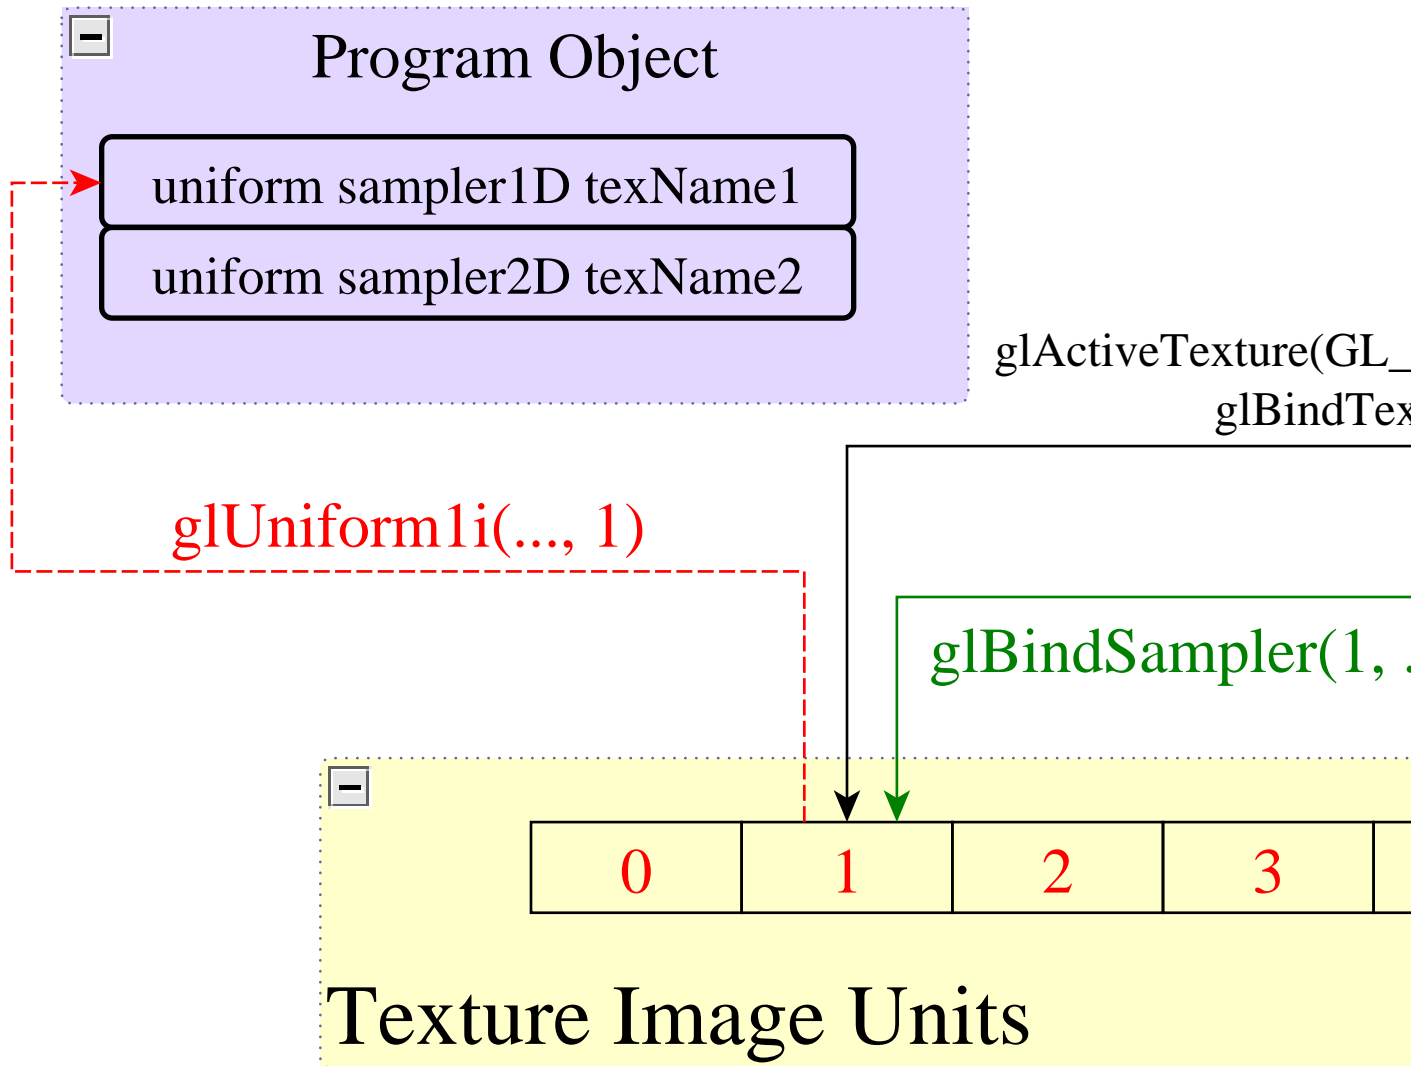 Program Object
uniform sampler1D texName1
uniform sampler2D texName2
glActiveTexture(GL_
glBindTex
glUniform1i(..., 1)
glBindSampler(1, .
0 1 2 3
Texture Image Units